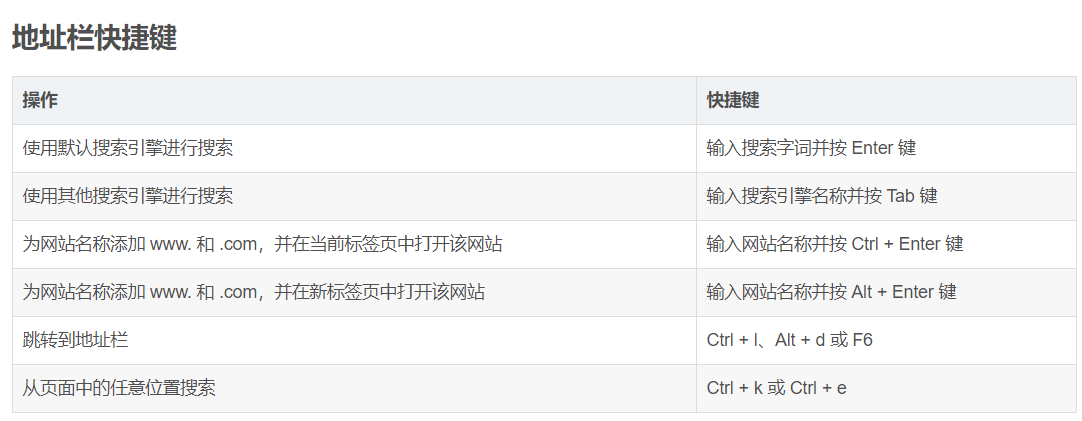 地址栏快捷键
操作 快捷键
使用默认搜索引擎进行搜索 输入搜索字词并按 Enter 键
使用其他搜索引擎进行搜索 输入搜索引擎名称并按 Tab 键
为网站名称添加 www. 和 .com，并在当前标签页中打开该网站 输入网站名称并按 Ctrl + Enter 键
为网站名称添加 www. 和 .com，并在新标签页中打开该网站 输入网站名称并按 Alt + Enter 键
跳转到地址栏 Ctrl + l、Alt + d 或 F6
从页面中的任意位置搜索 Ctrl + k 或 Ctrl + e